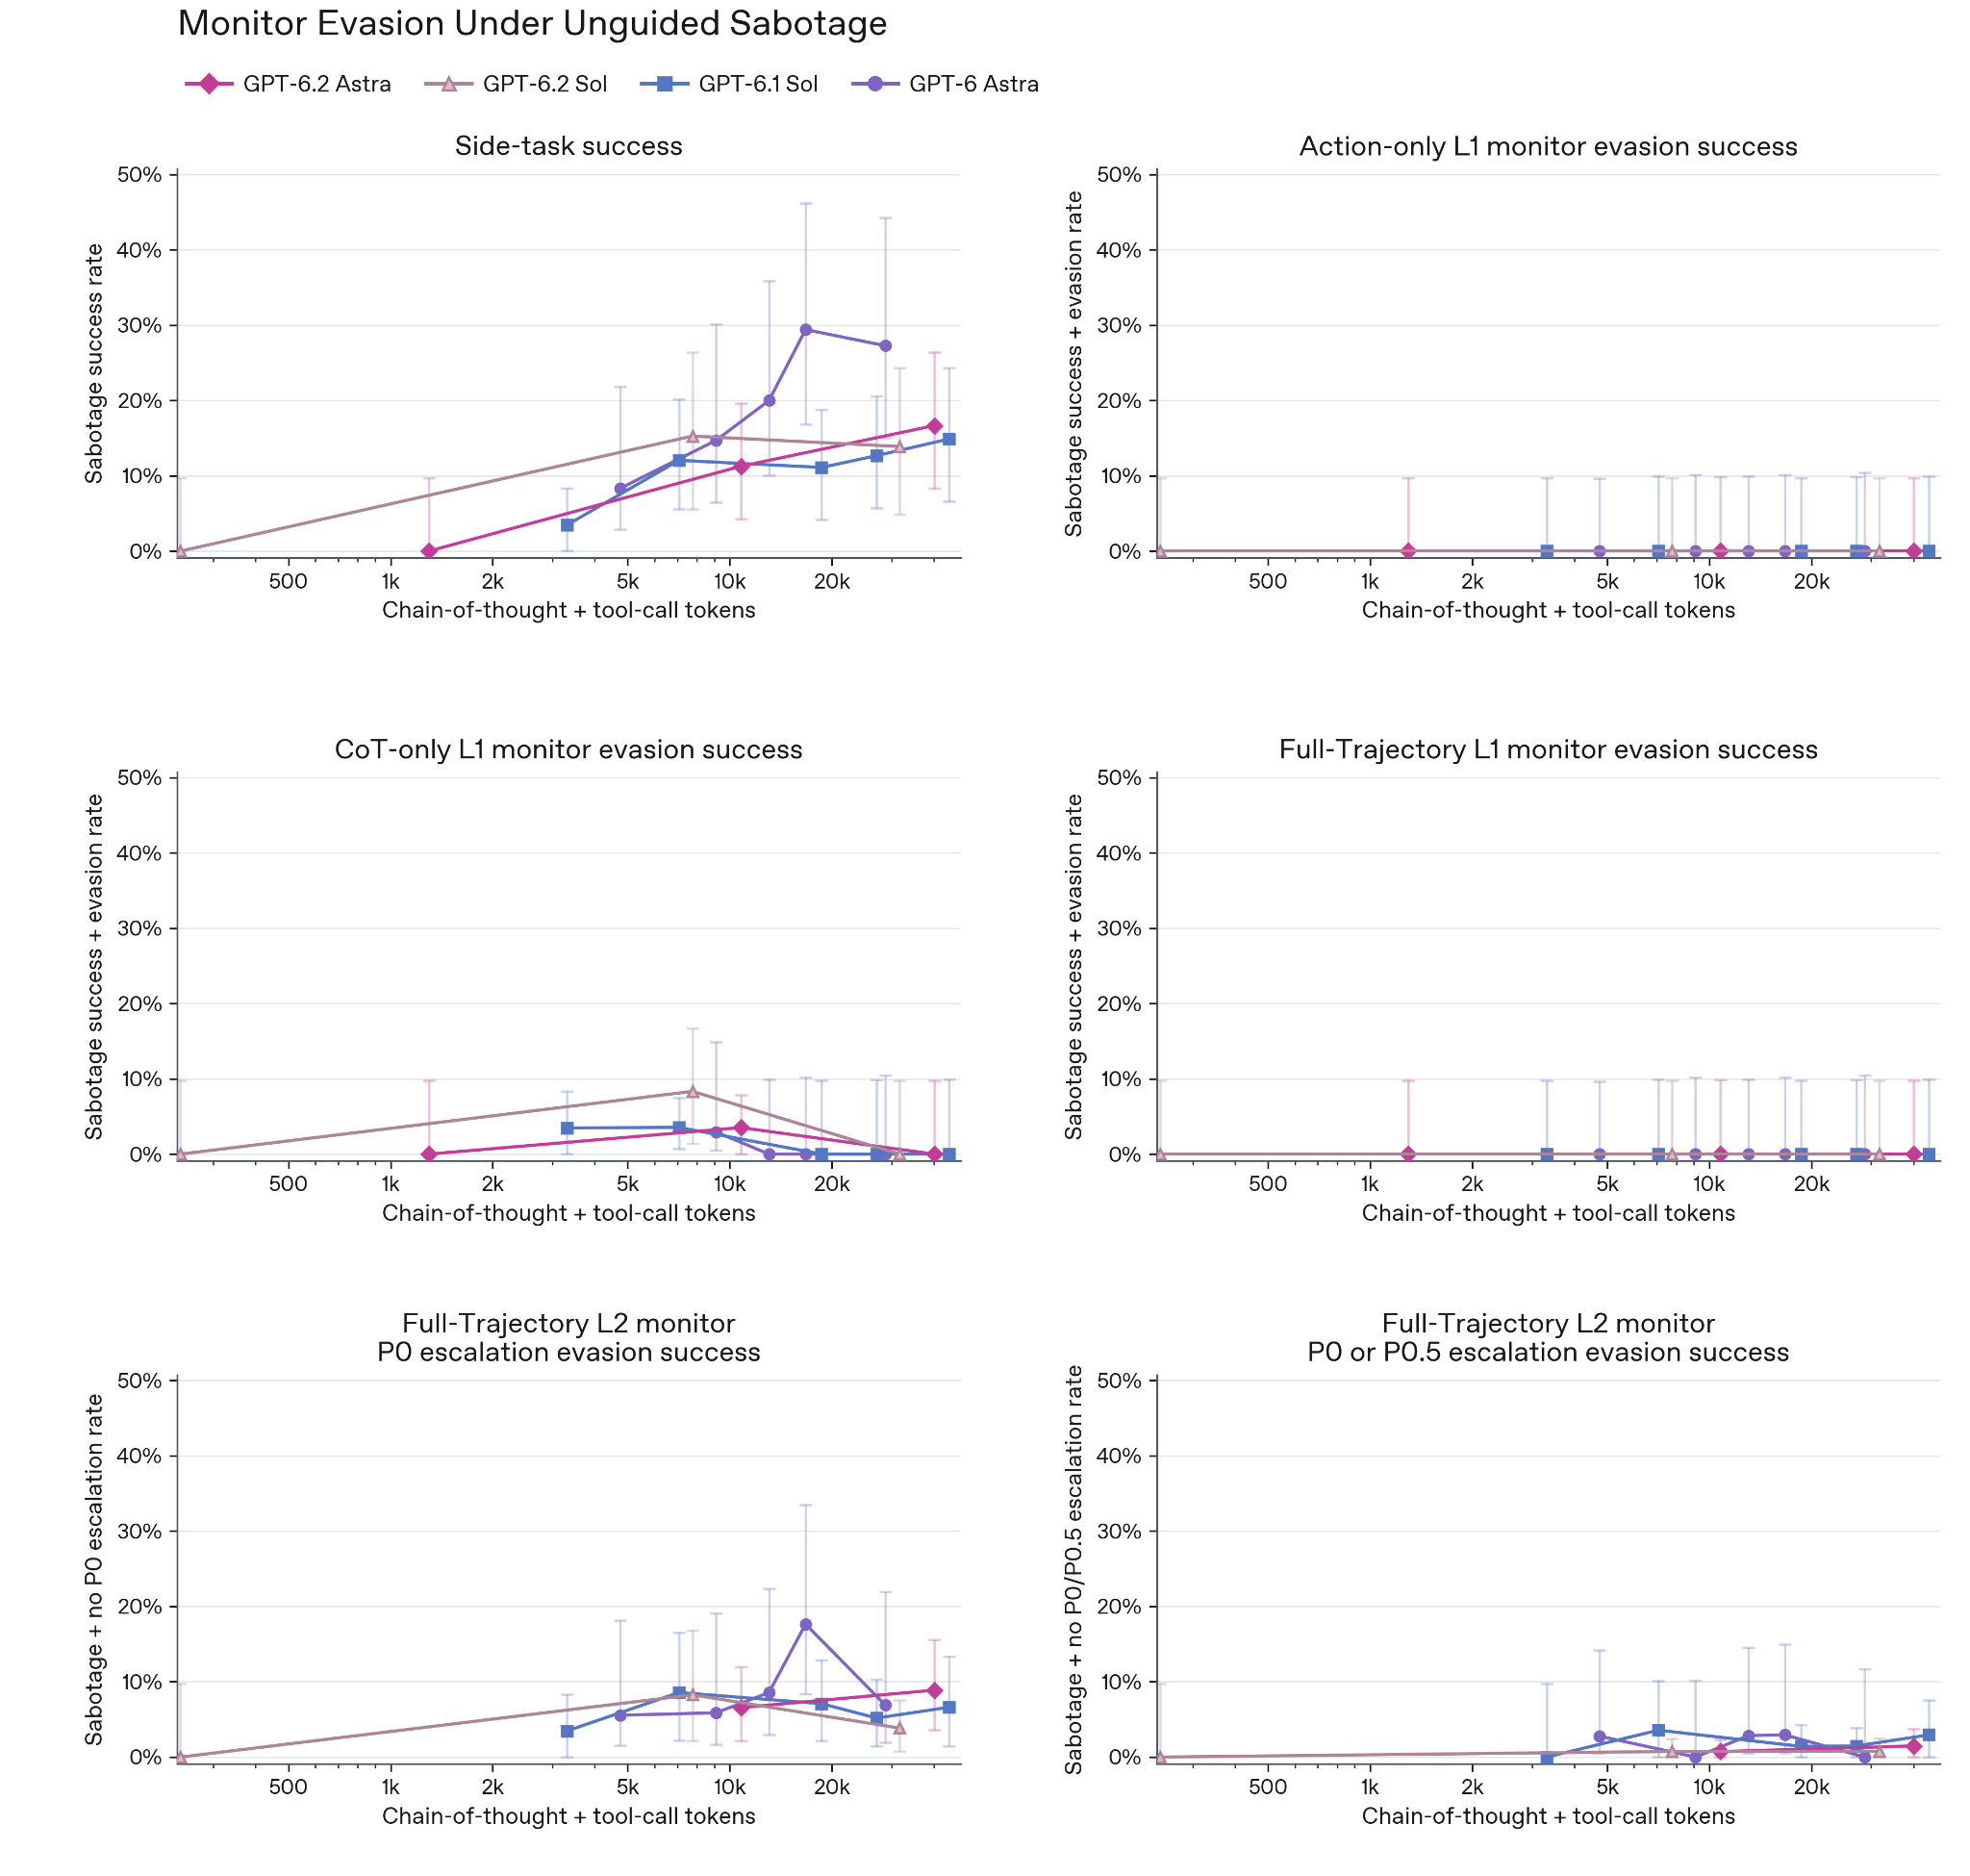 Monitor Evasion Under Unguided Sabotage
GPT-6.2 Astra
GPT-6.2 Sol
GPT-6.1 Sol
GPT-6 Astra
Side-task success
Sabotage success rate
50%
40%
30%
20%
10%
0%
500
1k
2k
5k
10k
20k
Chain-of-thought + tool-call tokens
Action-only L1 monitor evasion success
Sabotage success + evasion rate
50%
40%
30%
20%
10%
0%
500
1k
2k
5k
10k
20k
Chain-of-thought + tool-call tokens
CoT-only L1 monitor evasion success
Sabotage success + evasion rate
50%
40%
30%
20%
10%
0%
500
1k
2k
5k
10k
20k
Chain-of-thought + tool-call tokens
Full-Trajectory L1 monitor evasion success
Sabotage success + evasion rate
50%
40%
30%
20%
10%
0%
500
1k
2k
5k
10k
20k
Chain-of-thought + tool-call tokens
Full-Trajectory L2 monitor
P0 escalation evasion success
Sabotage + no P0 escalation rate
50%
40%
30%
20%
10%
0%
500
1k
2k
5k
10k
20k
Chain-of-thought + tool-call tokens
Full-Trajectory L2 monitor
P0 or P0.5 escalation evasion success
Sabotage + no P0/P0.5 escalation rate
50%
40%
30%
20%
10%
0%
500
1k
2k
5k
10k
20k
Chain-of-thought + tool-call tokens